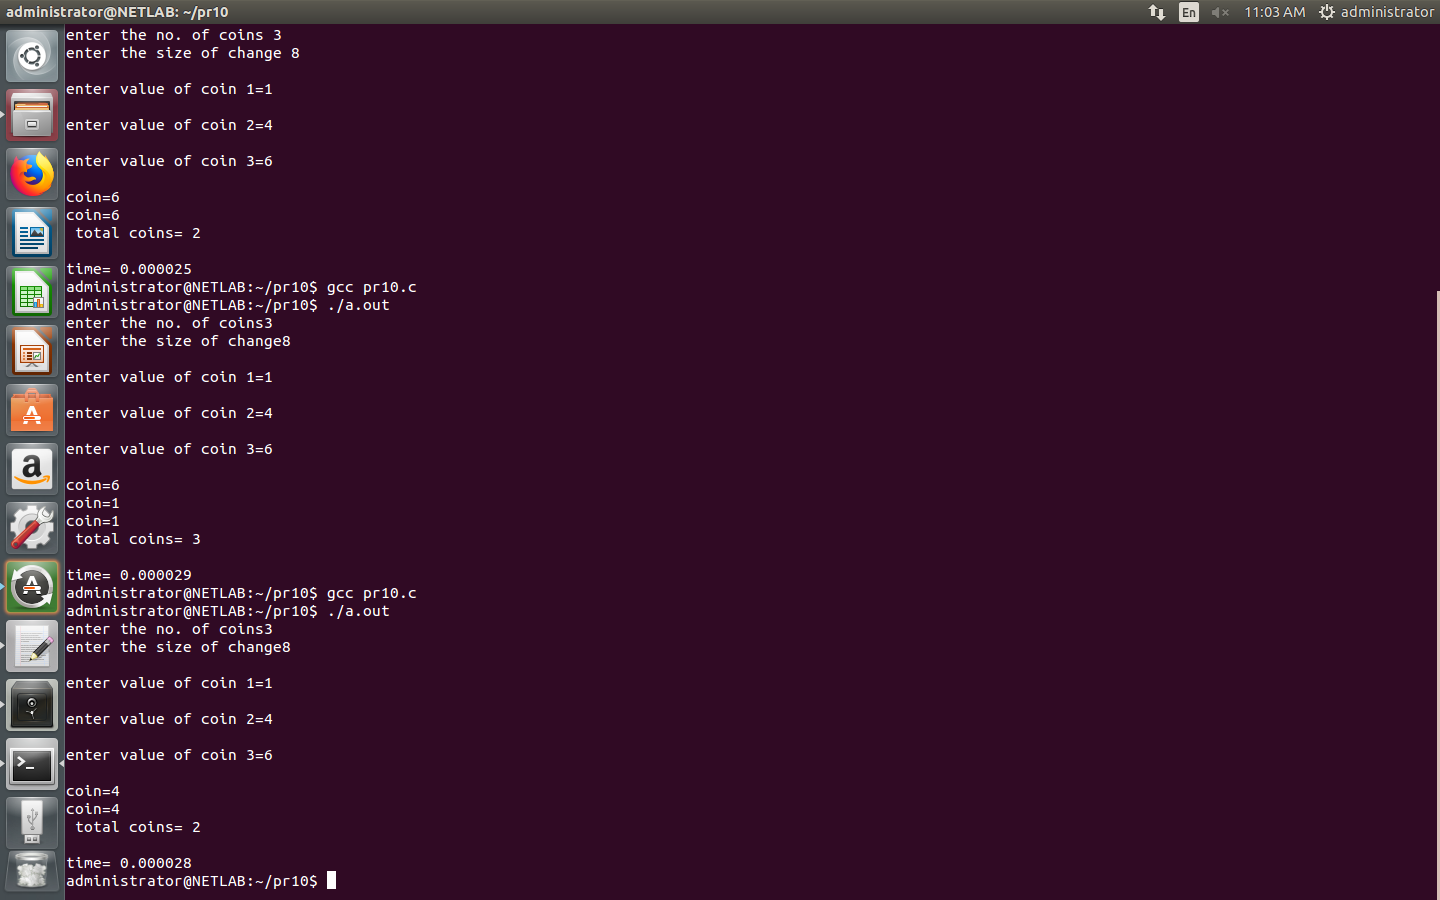 administrator@NETLAB: ~/pr10
En
11:03 AM
administrator
enter the no. of coins 3
enter the size of change 8
enter value of coin 1=1
enter value of coin 2=4
enter value of coin 3=6
coin=6
coin=6
total coins= 2
time= 0.000025
administrator@NETLAB:~/pr10$ gcc pr10.c
administrator@NETLAB:~/pr10$ ./a.out
enter the no. of coins3
enter the size of change8
enter value of coin 1=1
enter value of coin 2=4
enter value of coin 3=6
coin=6
coin=1
coin=1
total coins= 3
time= 0.000029
administrator@NETLAB:~/pr10$ gcc pr10.c
administrator@NETLAB:~/pr10$ ./a.out
enter the no. of coins3
enter the size of change8
enter value of coin 1=1
enter value of coin 2=4
enter value of coin 3=6
coin=4
coin=4
total coins= 2
time= 0.000028
administrator@NETLAB:~/pr10$